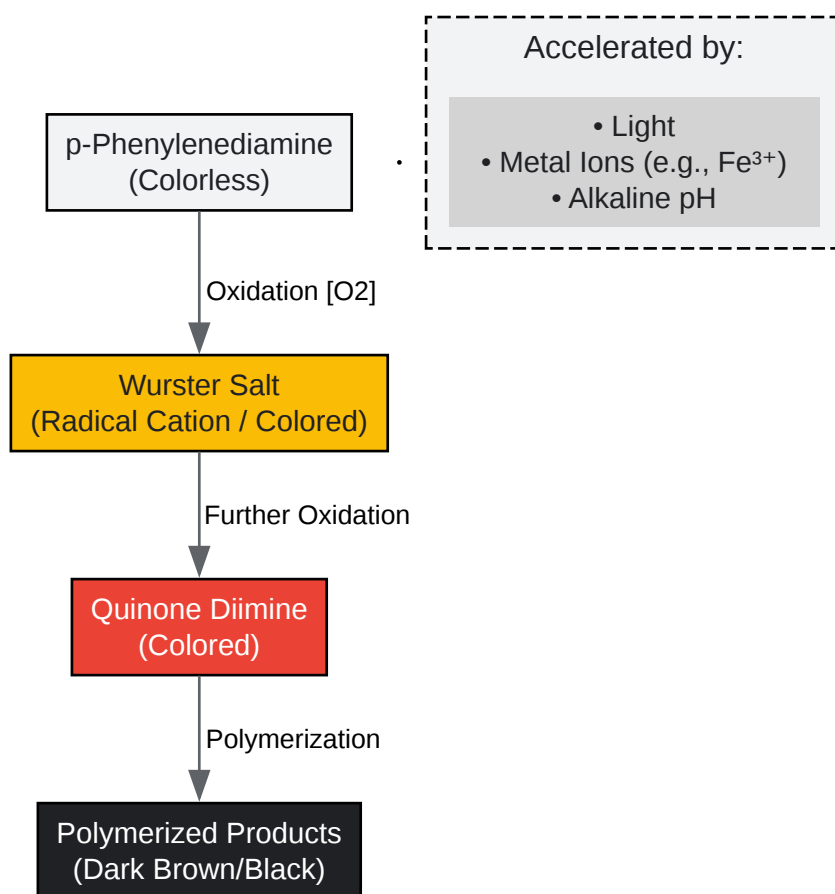 Accelerated by:
• Light
• Metal Ions (e.g., Fe³⁺)
• Alkaline pH
p-Phenylenediamine
(Colorless)
Oxidation [O2]
Wurster Salt
(Radical Cation / Colored)
Further Oxidation
Quinone Diimine
(Colored)
Polymerization
Polymerized Products
(Dark Brown/Black)